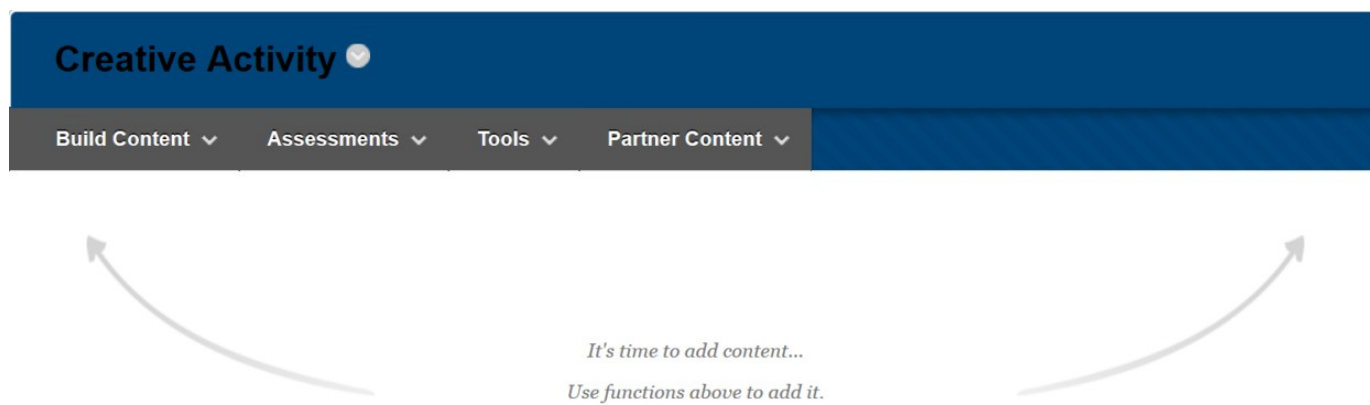 Creative Activity
Build Content Assessments Tools Partner Content
It's time to add content...
Use functions above to add it.